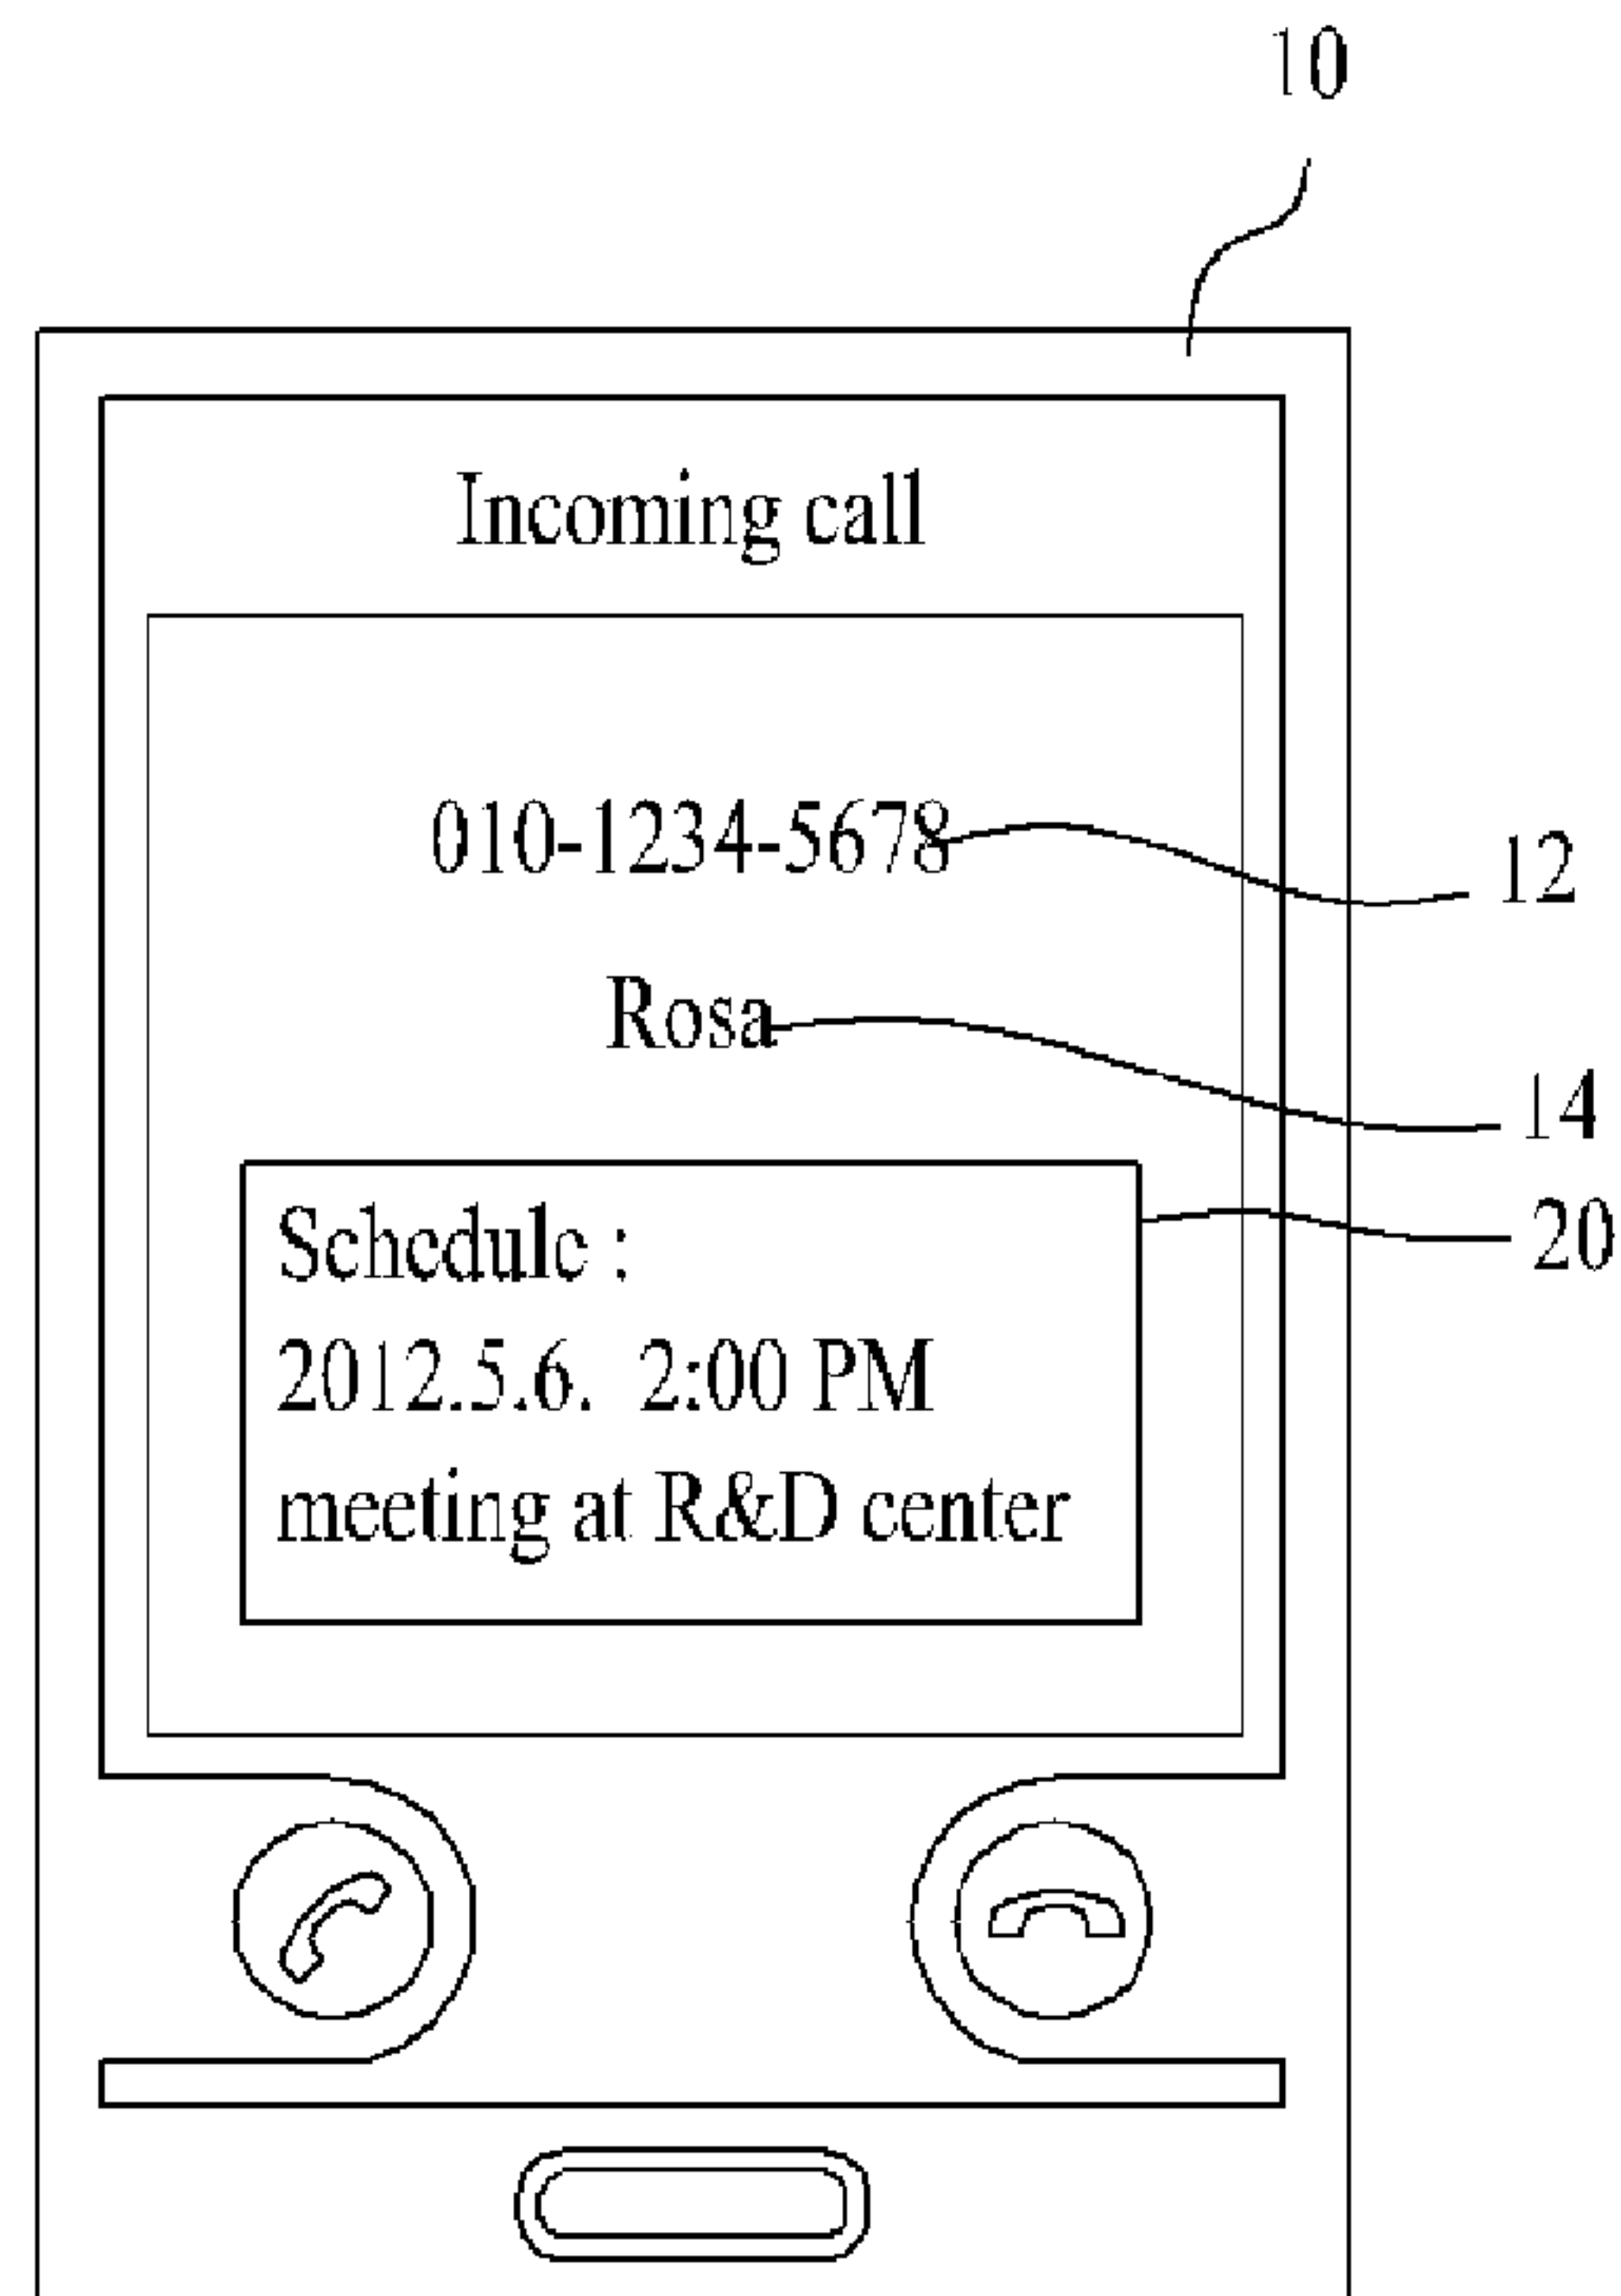 10
Incoming call
010-1234-5678
12
Rosa
14
Schedule :
20
2012.5.6. 2:00 PM
meeting at R&D center